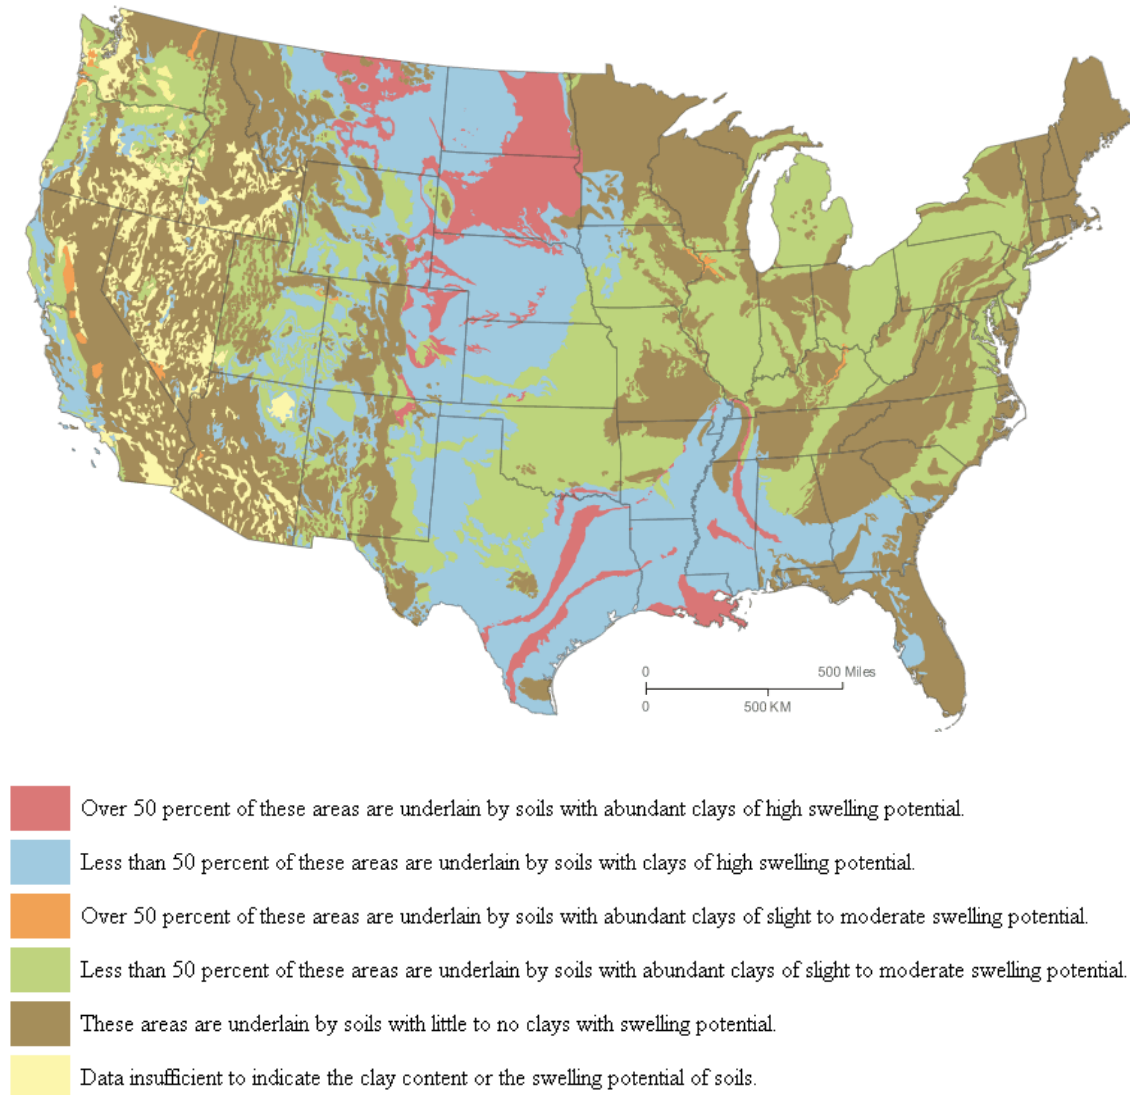 0 500 Miles
0 500 KM
Over 50 percent of these areas are underlain by soils with abundant clays of high swelling potential.
Less than 50 percent of these areas are underlain by soils with clays of high swelling potential.
Over 50 percent of these areas are underlain by soils with abundant clays of slight to moderate swelling potential.
Less than 50 percent of these areas are underlain by soils with abundant clays of slight to moderate swelling potential.
These areas are underlain by soils with little to no clays with swelling potential.
Data insufficient to indicate the clay content or the swelling potential of soils.